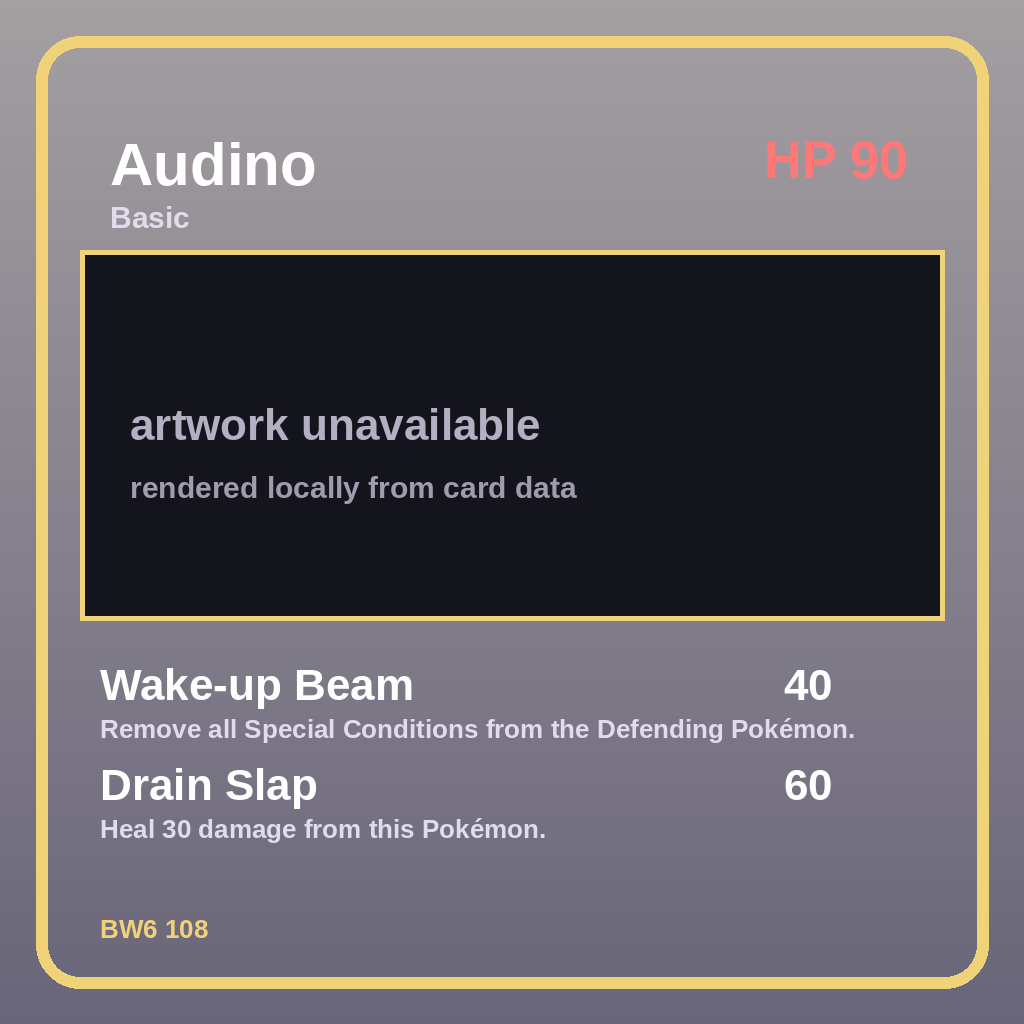 Audino
HP 90
Basic
artwork unavailable
rendered locally from card data
Wake-up Beam 40
Remove all Special Conditions from the Defending Pokémon.
Drain Slap 60
Heal 30 damage from this Pokémon.
BW6 108